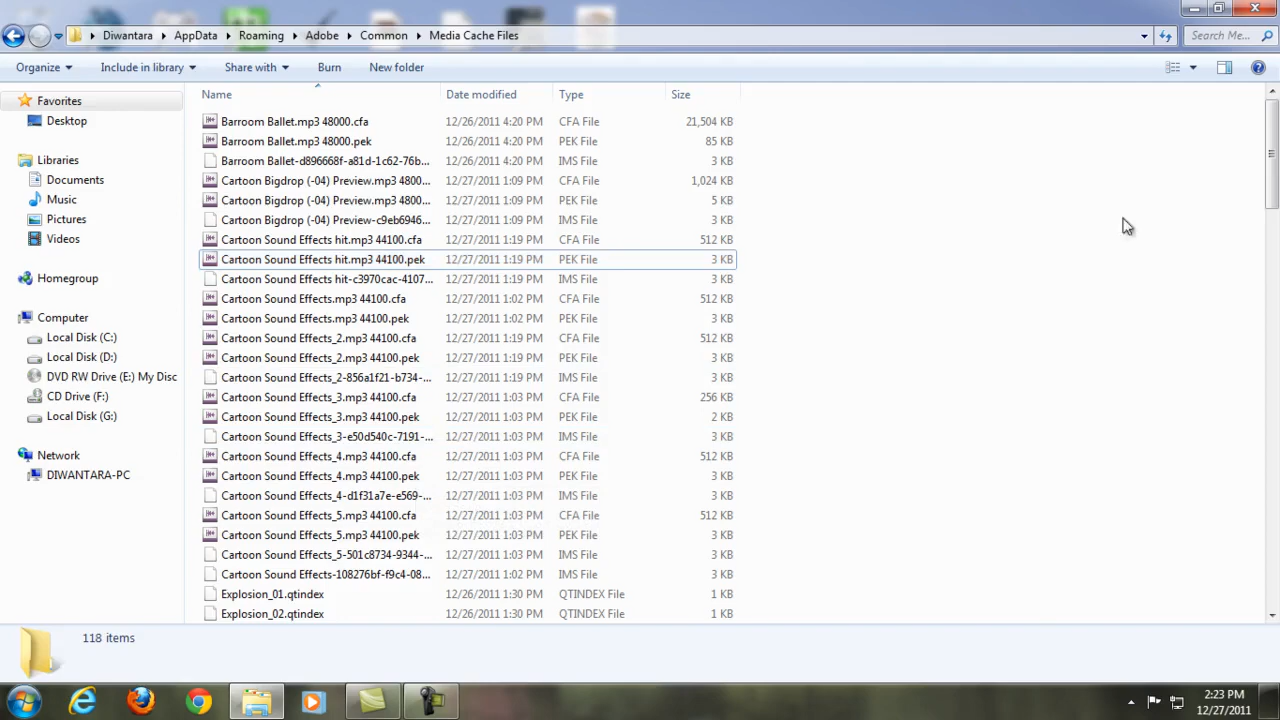 Diwantara AppData Roaming Adobe Common Media Cache Files Search Me...
Organize Include in library Share with Burn New folder
Name Date modified Type Size
Favorites
Desktop
Libraries
Documents
Music
Pictures
Videos
Homegroup
Computer
Local Disk (C:)
Local Disk (D:)
DVD RW Drive (E:) My Disc
CD Drive (F:)
Local Disk (G:)
Network
DIWANTARA-PC
Barroom Ballet.mp3 48000.cfa 12/26/2011 4:20 PM CFA File 21,504 KB
Barroom Ballet.mp3 48000.pek 12/26/2011 4:20 PM PEK File 85 KB
Barroom Ballet-d896668f-a81d-1c62-76b... 12/26/2011 4:20 PM IMS File 3 KB
Cartoon Bigdrop (-04) Preview.mp3 4800... 12/27/2011 1:09 PM CFA File 1,024 KB
Cartoon Bigdrop (-04) Preview.mp3 4800... 12/27/2011 1:09 PM PEK File 5 KB
Cartoon Bigdrop (-04) Preview-c9eb6946... 12/27/2011 1:09 PM IMS File 3 KB
Cartoon Sound Effects hit.mp3 44100.cfa 12/27/2011 1:19 PM CFA File 512 KB
Cartoon Sound Effects hit.mp3 44100.pek 12/27/2011 1:19 PM PEK File 3 KB
Cartoon Sound Effects hit-c3970cac-4107... 12/27/2011 1:19 PM IMS File 3 KB
Cartoon Sound Effects.mp3 44100.cfa 12/27/2011 1:02 PM CFA File 512 KB
Cartoon Sound Effects.mp3 44100.pek 12/27/2011 1:02 PM PEK File 3 KB
Cartoon Sound Effects_2.mp3 44100.cfa 12/27/2011 1:19 PM CFA File 512 KB
Cartoon Sound Effects_2.mp3 44100.pek 12/27/2011 1:19 PM PEK File 3 KB
Cartoon Sound Effects_2-856a1f21-b734-... 12/27/2011 1:19 PM IMS File 3 KB
Cartoon Sound Effects_3.mp3 44100.cfa 12/27/2011 1:03 PM CFA File 256 KB
Cartoon Sound Effects_3.mp3 44100.pek 12/27/2011 1:03 PM PEK File 2 KB
Cartoon Sound Effects_3-e50d540c-7191-... 12/27/2011 1:03 PM IMS File 3 KB
Cartoon Sound Effects_4.mp3 44100.cfa 12/27/2011 1:03 PM CFA File 512 KB
Cartoon Sound Effects_4.mp3 44100.pek 12/27/2011 1:03 PM PEK File 3 KB
Cartoon Sound Effects_4-d1f31a7e-e569-... 12/27/2011 1:03 PM IMS File 3 KB
Cartoon Sound Effects_5.mp3 44100.cfa 12/27/2011 1:03 PM CFA File 512 KB
Cartoon Sound Effects_5.mp3 44100.pek 12/27/2011 1:03 PM PEK File 3 KB
Cartoon Sound Effects_5-501c8734-9344-... 12/27/2011 1:03 PM IMS File 3 KB
Cartoon Sound Effects-108276bf-f9c4-08... 12/27/2011 1:02 PM IMS File 3 KB
Explosion_01.qtindex 12/26/2011 1:30 PM QTINDEX File 1 KB
Explosion_02.qtindex 12/26/2011 1:30 PM QTINDEX File 1 KB
118 items
2:23 PM
12/27/2011